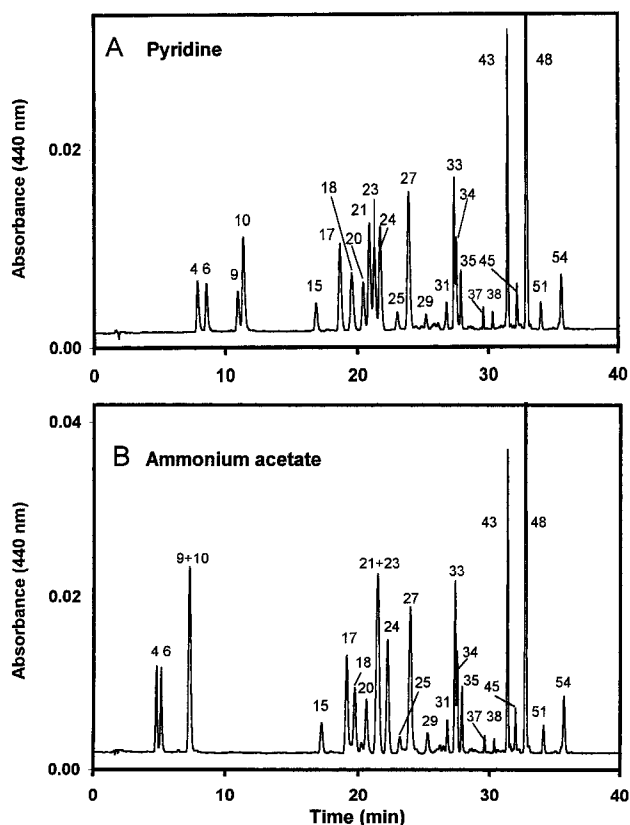 A Pyridine
Absorbance (440 nm)
0.02
0.00
4 6 9 10 15 17 18 20 21 23 24 25 27 29 31 33 34 35 37 38 43 45 48 51 54
0 10 20 30 40
B Ammonium acetate
Absorbance (440 nm)
0.04
0.02
0.00
4 6 9+10 15 17 18 20 21+23 24 25 27 29 31 33 34 35 37 38 43 45 48 51 54
0 10 20 30 40
Time (min)